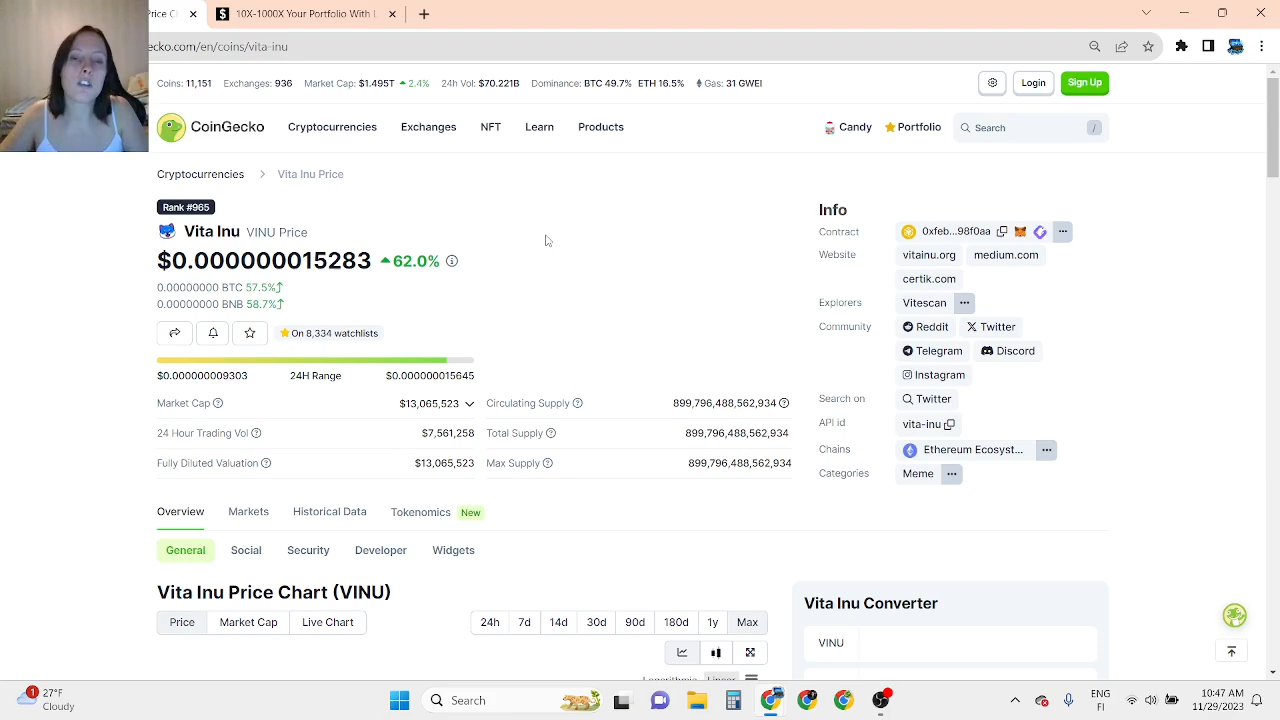 Price C
10X-1000X Your Portfolio With L
ecko.com/en/coins/vita-inu
Coins: 11,151 Exchanges: 936 Market Cap: $1.495T 2.4% 24h Vol: $70.221B Dominance: BTC 49.7% ETH 16.5% Gas: 31 GWEI
Login
Sign Up
CoinGecko
Cryptocurrencies Exchanges NFT Learn Products
Candy Portfolio Search /
Cryptocurrencies > Vita Inu Price
Rank #965
Vita Inu VINU Price
$0.000000015283 62.0%
0.00000000 BTC 57.5%
0.00000000 BNB 58.7%
On 8,334 watchlists
$0.000000009303 24H Range $0.000000015645
Market Cap $13,065,523
Circulating Supply 899,796,488,562,934
24 Hour Trading Vol $7,561,258
Total Supply 899,796,488,562,934
Fully Diluted Valuation $13,065,523
Max Supply 899,796,488,562,934
Info
Contract 0xfeb...98f0aa
Website vitainu.org medium.com
certik.com
Explorers Vitescan
Community Reddit Twitter
Telegram Discord
Instagram
Search on Twitter
API id vita-inu
Chains Ethereum Ecosyst...
Categories Meme
Overview Markets Historical Data Tokenomics New
General Social Security Developer Widgets
Vita Inu Price Chart (VINU)
Price Market Cap Live Chart
24h 7d 14d 30d 90d 180d 1y Max
Logarithmic Linear
Vita Inu Converter
VINU
1
27°F
Cloudy
Search
ENG
FI
10:47 AM
11/29/2023